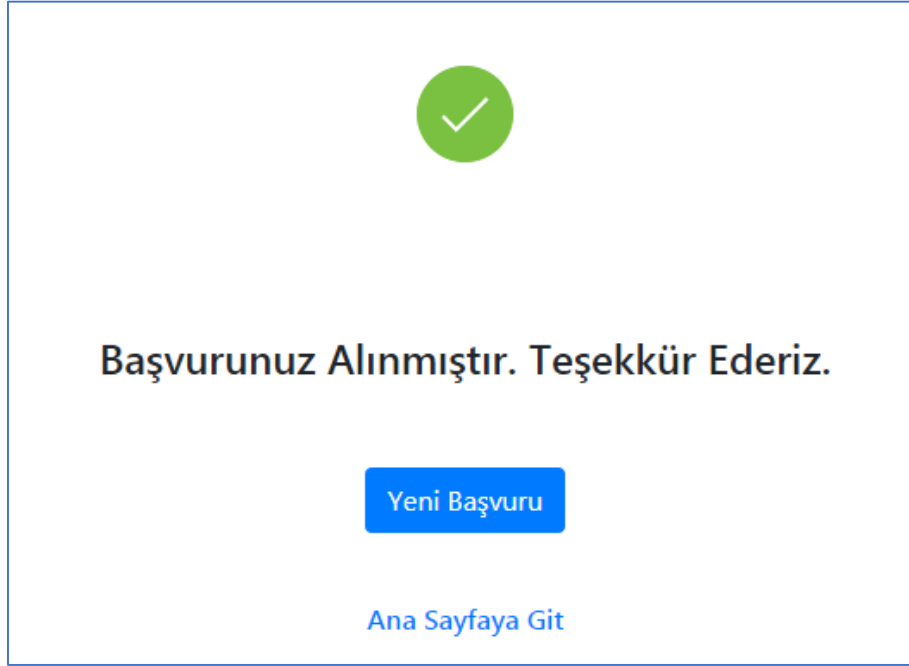 Başvurunuz Alınmıştır. Teşekkür Ederiz.
Yeni Başvuru
Ana Sayfaya Git